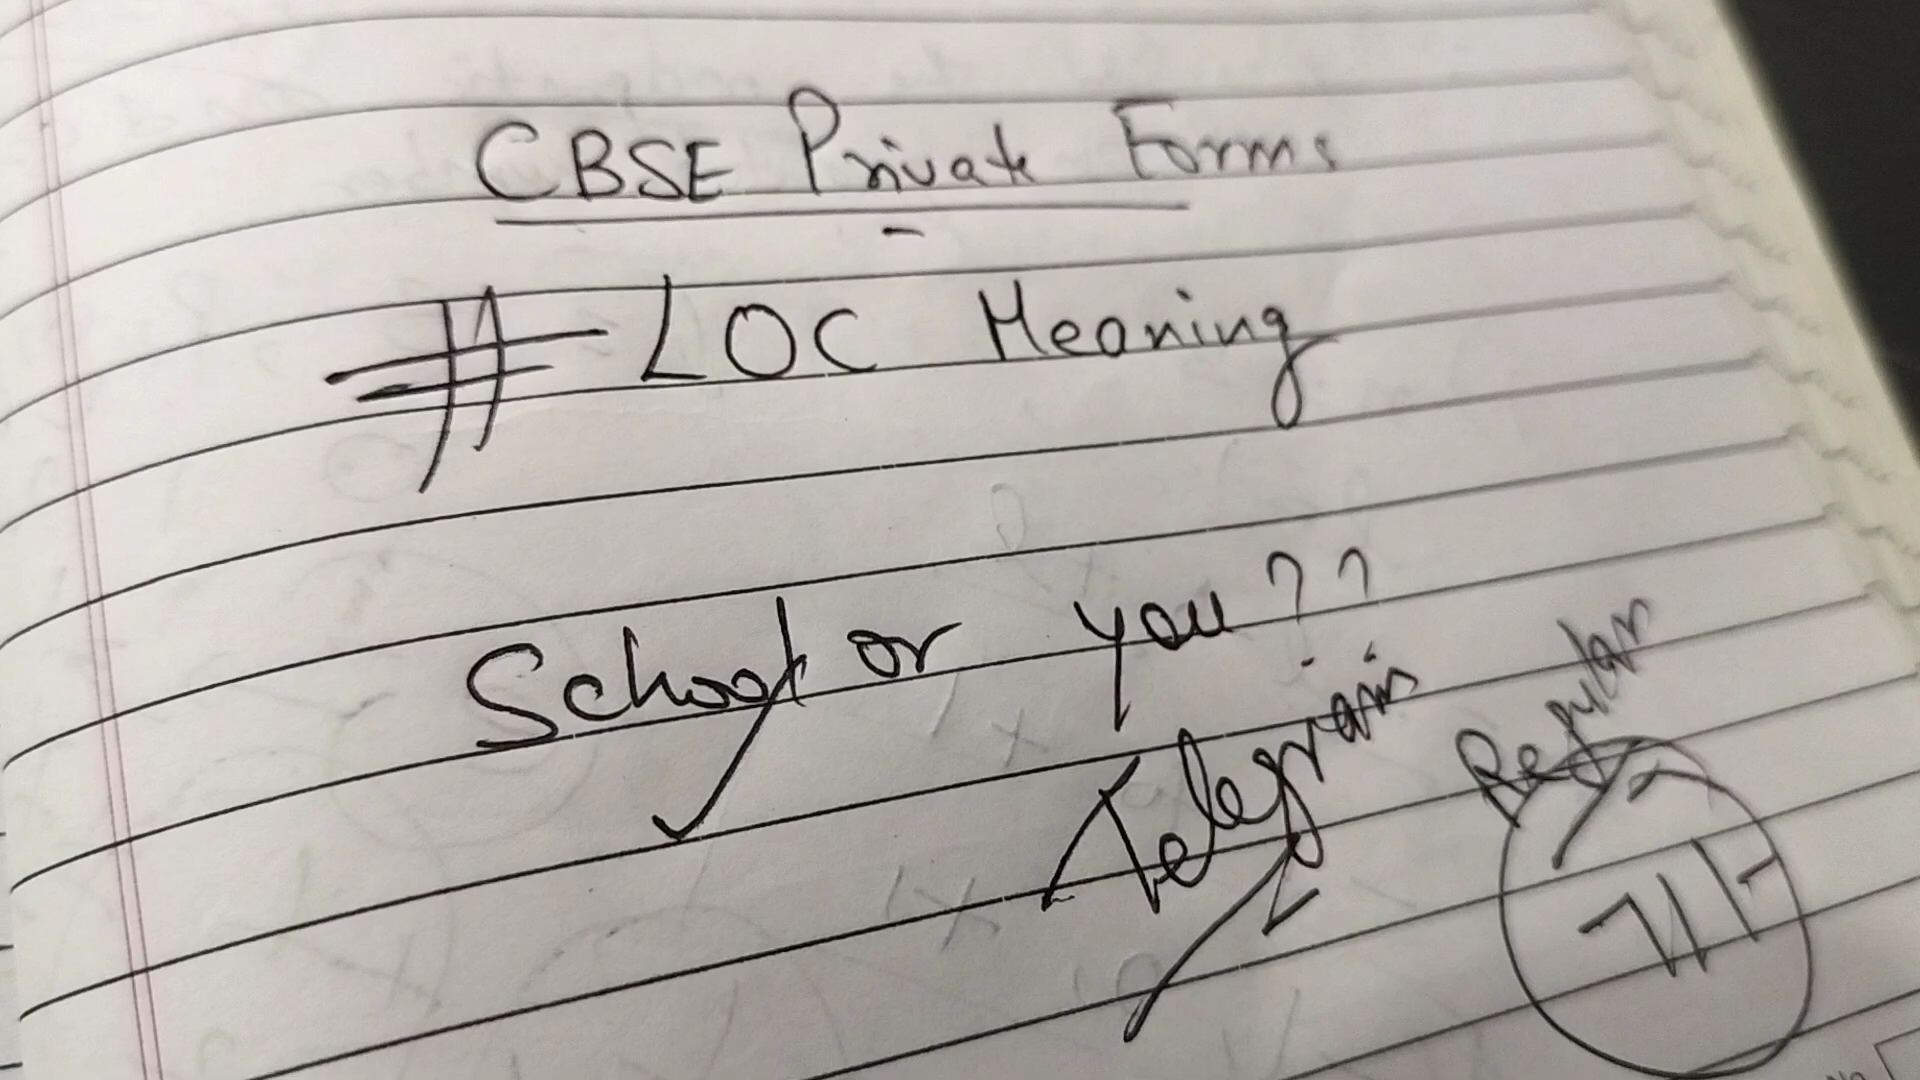 CBSE Private Forms
# LOC Meaning
School or you??
Telegram
Regular